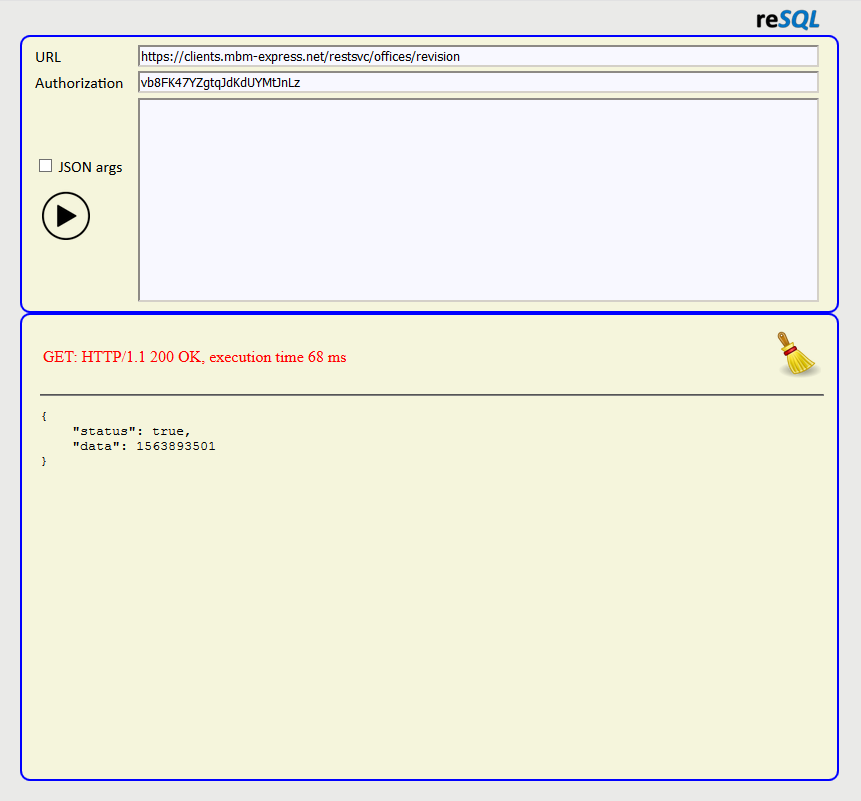 reSQL
URL
https://clients.mbm-express.net/restsvc/offices/revision
Authorization
vb8FK47YZgtqJdKdUYMtJnLz
JSON args
GET: HTTP/1.1 200 OK, execution time 68 ms
{
    "status": true,
    "data": 1563893501
}